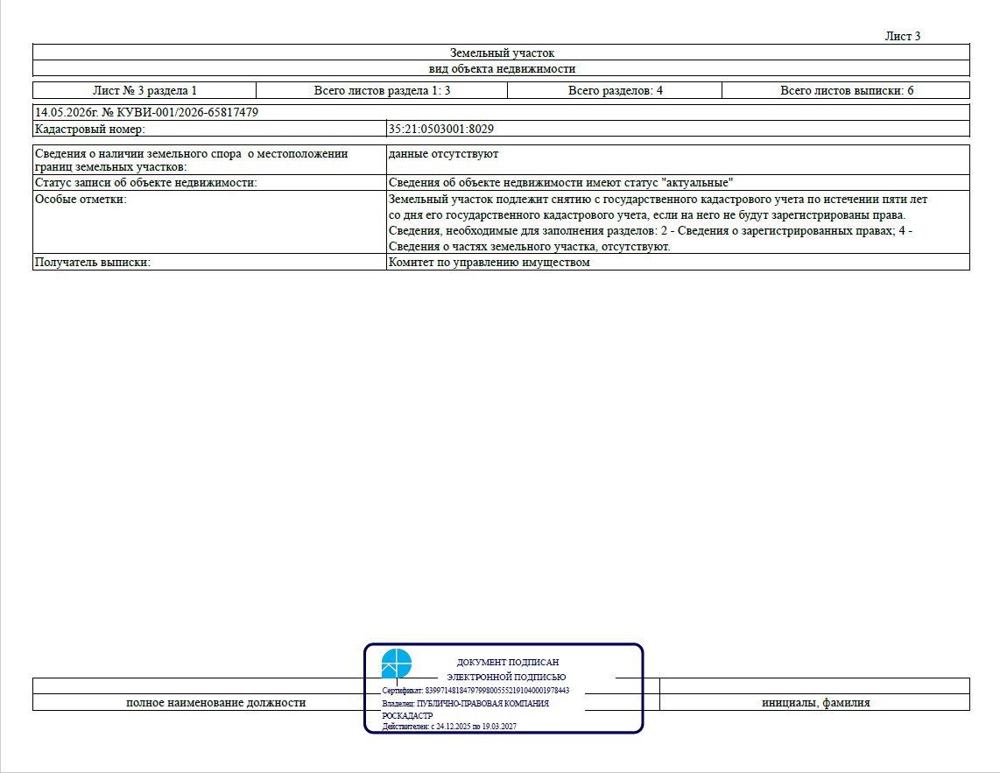 Лист 3
Земельный участок
вид объекта недвижимости
Лист № 3 раздела 1
Всего листов раздела 1: 3
Всего разделов: 4
Всего листов выписки: 6
14.05.2026г. № КУВИ-001/2026-65817479
Кадастровый номер:
35:21:0503001:8029
Сведения о наличии земельного спора о местоположении
границ земельных участков:
данные отсутствуют
Статус записи об объекте недвижимости:
Сведения об объекте недвижимости имеют статус "актуальные"
Особые отметки:
Земельный участок подлежит снятию с государственного кадастрового учета по истечении пяти лет
со дня его государственного кадастрового учета, если на него не будут зарегистрированы права.
Сведения, необходимые для заполнения разделов: 2 - Сведения о зарегистрированных правах; 4 -
Сведения о частях земельного участка, отсутствуют.
Получатель выписки:
Комитет по управлению имуществом
ДОКУМЕНТ ПОДПИСАН
ЭЛЕКТРОННОЙ ПОДПИСЬЮ
Сертификат: 83997148184797998005552191040001978443
Владелец: ПУБЛИЧНО-ПРАВОВАЯ КОМПАНИЯ
РОСКАДАСТР
Действителен: с 24.12.2025 по 19.03.2027
полное наименование должности
инициалы, фамилия